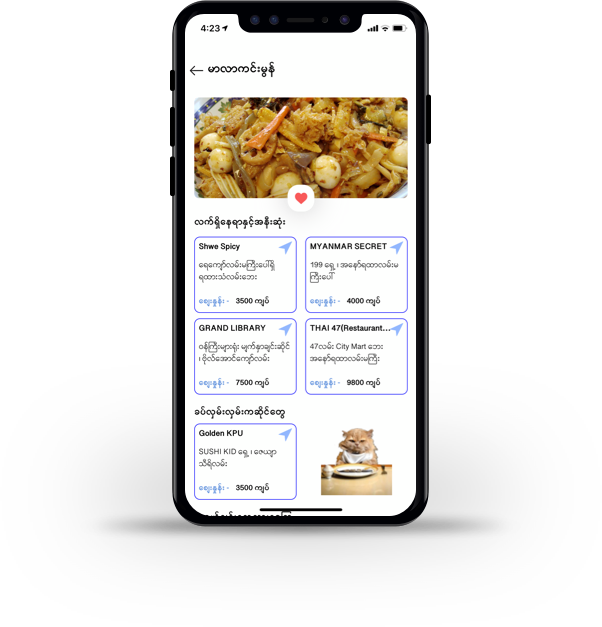 4:23
မာလာကင်းမွန်
လက်ရှိနေရာနှင့်အနီးဆုံး
Shwe Spicy
ရေကျော်လမ်းမကြီးပေါ်ရှိ
ရထားသံလမ်းဘေး
စျေးနှုန်း - 3500 ကျပ်
MYANMAR SECRET
199 ရှေ့ ၊ အနော်ရထာလမ်းမ
ကြီးပေါ်
စျေးနှုန်း - 4000 ကျပ်
GRAND LIBRARY
ဝန်ကြီးများရုံး မျက်နှာချင်းဆိုင်
၊ ဗိုလ်အောင်ကျော်လမ်း
စျေးနှုန်း - 7500 ကျပ်
THAI 47(Restaurant...
47လမ်း City Mart ဘေး
အနော်ရထာလမ်းမကြီး
စျေးနှုန်း - 9800 ကျပ်
ခပ်လှမ်းလှမ်းကဆိုင်တွေ
Golden KPU
SUSHI KID ရှေ့ ၊ ဇေယျာ
သီရိလမ်း
စျေးနှုန်း - 3500 ကျပ်